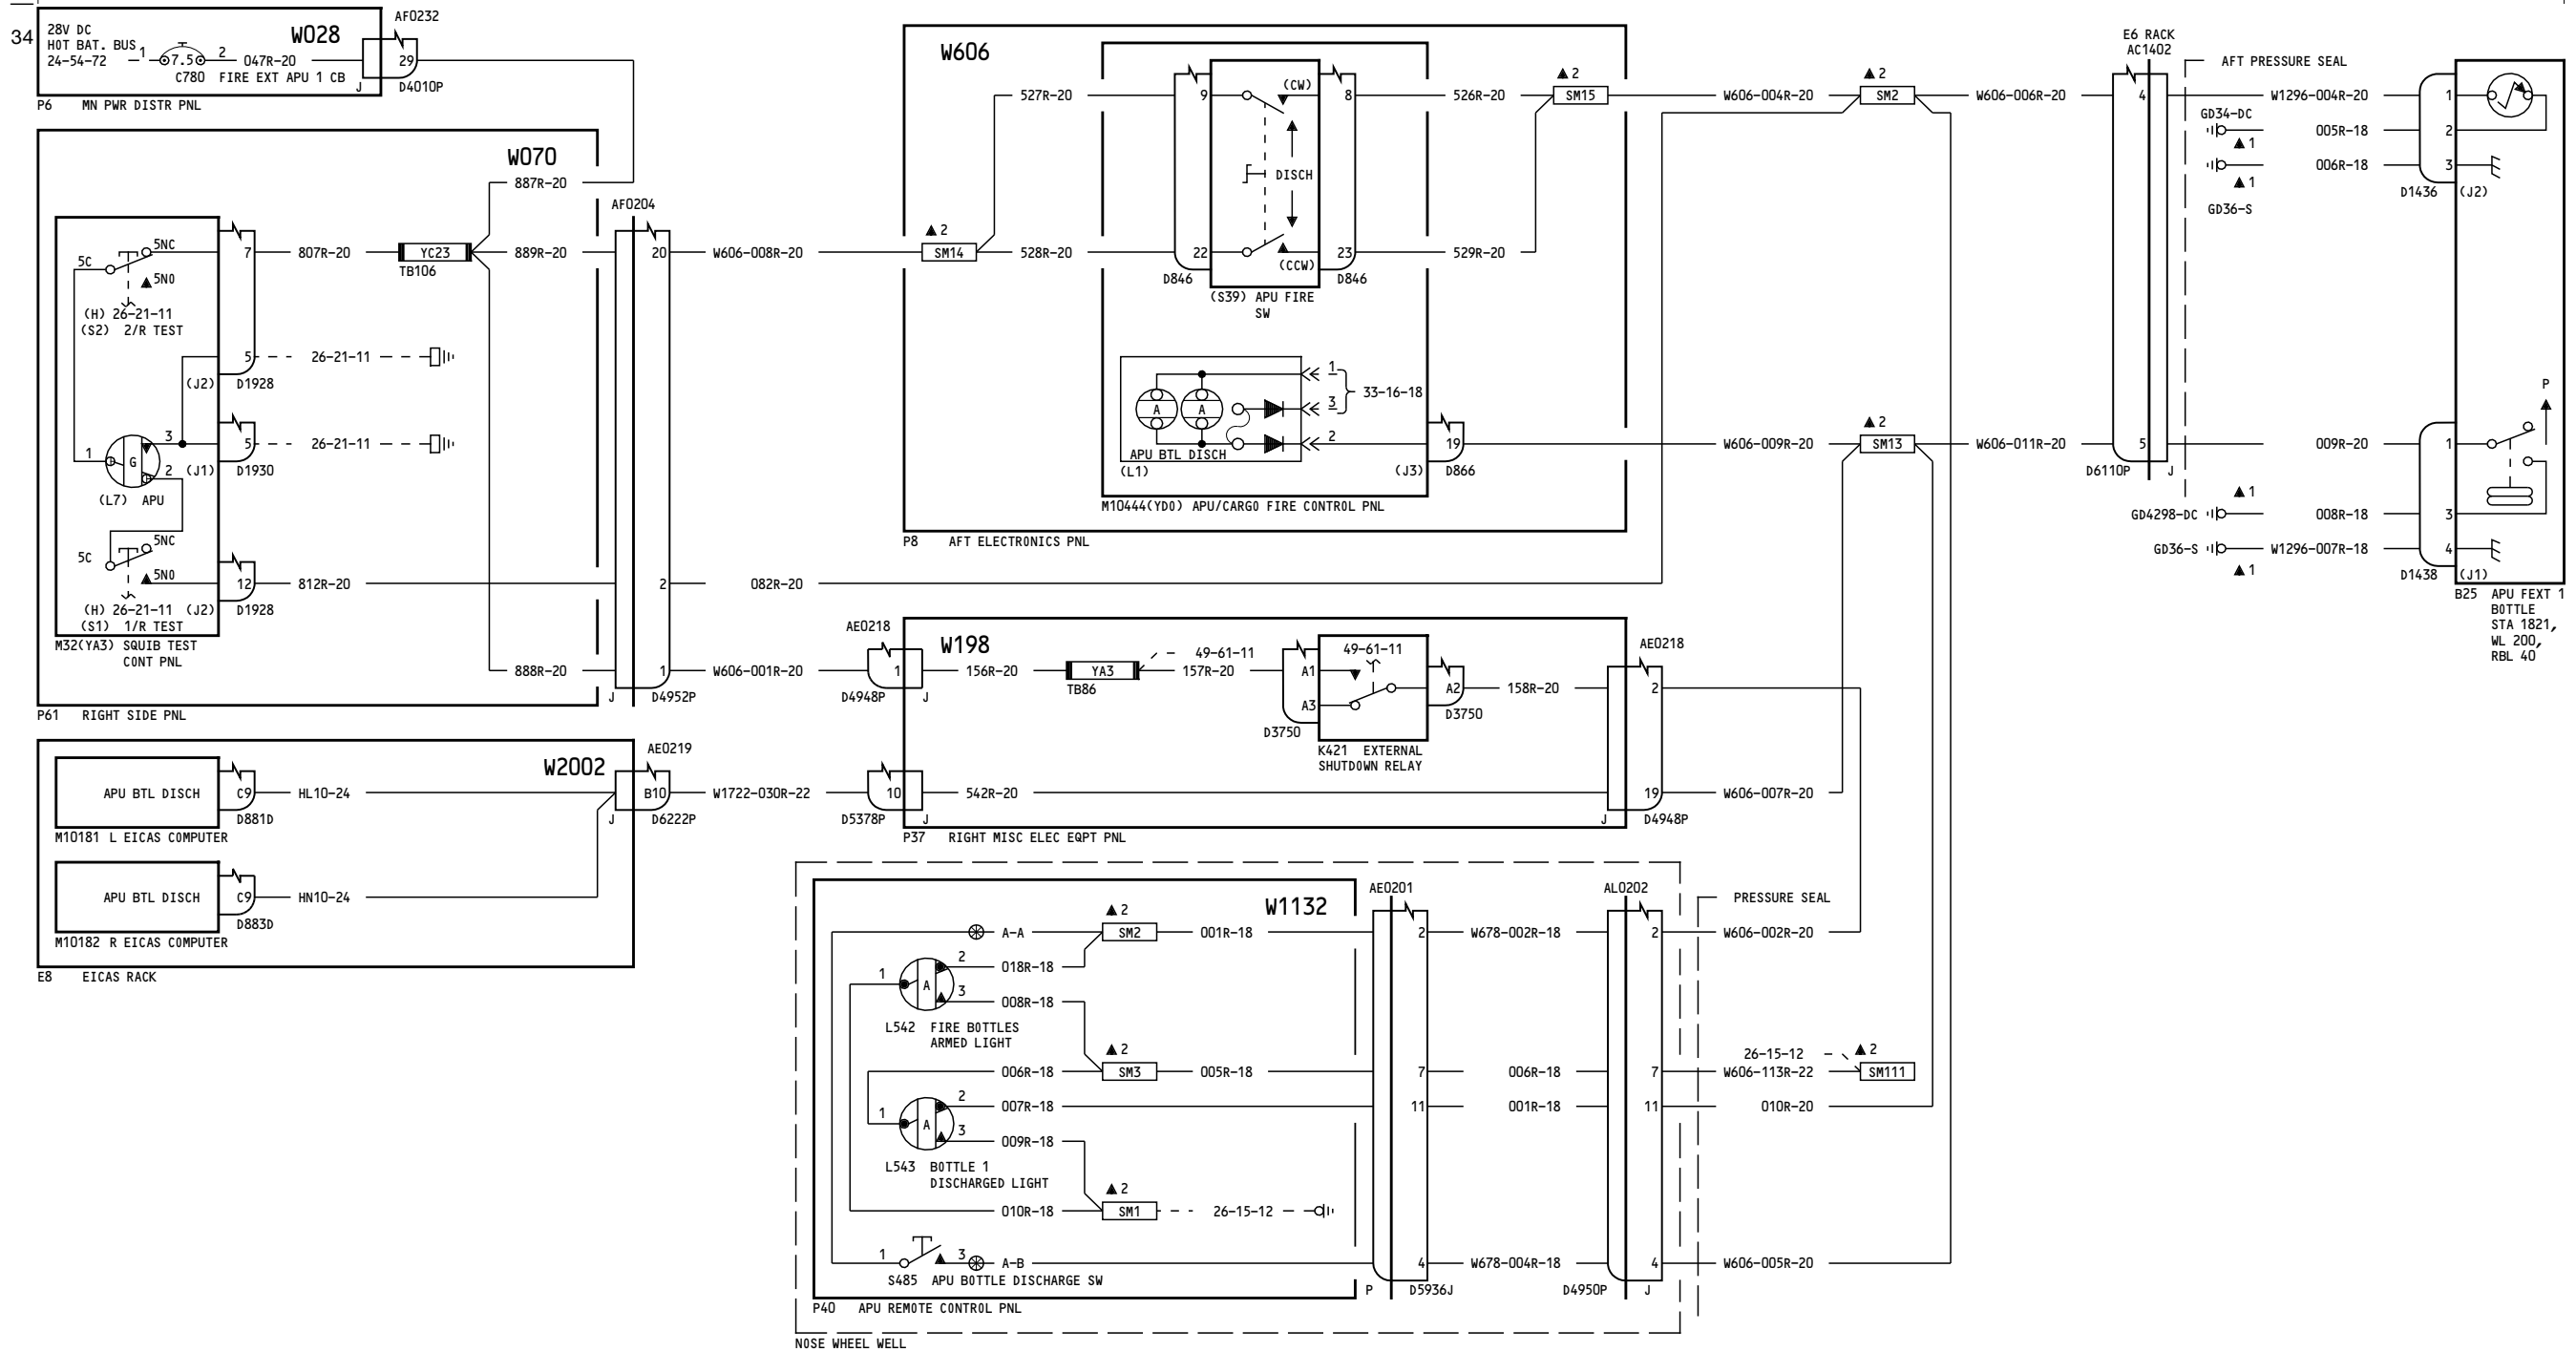 34
28V DC
HOT BAT. BUS
24-54-72
1
7.5
2
047R-20
C780 FIRE EXT APU 1 CB
W028
AF0232
29
J
D4010P
P6 MN PWR DISTR PNL
W070
887R-20
AF0204
5NC
5C
5NO
(H) 26-21-11
(S2) 2/R TEST
7
807R-20
YC23
TB106
889R-20
20
W606-008R-20
5
26-21-11
(J2)
D1928
3
5
26-21-11
1
G
2
(J1)
D1930
(L7) APU
5NC
5C
5NO
12
812R-20
2
082R-20
(H) 26-21-11 (J2)
D1928
(S1) 1/R TEST
M32(YA3) SQUIB TEST
CONT PNL
888R-20
1
W606-001R-20
J
D4952P
P61 RIGHT SIDE PNL
W2002
AE0219
APU BTL DISCH
C9
HL10-24
B10
W1722-030R-22
D881D
J
D6222P
M10181 L EICAS COMPUTER
APU BTL DISCH
C9
HN10-24
D883D
M10182 R EICAS COMPUTER
E8 EICAS RACK
W606
2
SM14
527R-20
528R-20
9
(CW)
8
DISCH
22
(CCW)
23
D846
D846
(S39) APU FIRE
SW
526R-20
2
SM15
529R-20
A
A
1
3
2
33-16-18
APU BTL DISCH
(L1)
(J3)
19
D866
M10444(YD0) APU/CARGO FIRE CONTROL PNL
P8 AFT ELECTRONICS PNL
W606-004R-20
2
SM2
W606-006R-20
W606-009R-20
2
SM13
W606-011R-20
E6 RACK
AC1402
4
5
D6110P
J
AFT PRESSURE SEAL
W1296-004R-20
GD34-DC
005R-18
1
006R-18
1
GD36-S
1
2
3
D1436
(J2)
009R-20
1
GD4298-DC
008R-18
GD36-S
W1296-007R-18
1
1
3
4
P
D1438
(J1)
B25 APU FEXT 1
BOTTLE
STA 1821,
WL 200,
RBL 40
AE0218
W198
1
156R-20
YA3
TB86
49-61-11
157R-20
A1
A3
49-61-11
A2
158R-20
D3750
D3750
K421 EXTERNAL
SHUTDOWN RELAY
AE0218
2
D4948P
J
10
542R-20
19
W606-007R-20
D5378P
J
J
D4948P
P37 RIGHT MISC ELEC EQPT PNL
W1132
AE0201
AL0202
PRESSURE SEAL
A-A
2
SM2
001R-18
2
W678-002R-18
2
W606-002R-20
1
A
2
018R-18
3
008R-18
L542 FIRE BOTTLES
ARMED LIGHT
006R-18
2
SM3
005R-18
7
006R-18
7
26-15-12
W606-113R-22
2
SM111
1
A
2
007R-18
11
001R-18
11
010R-20
3
009R-18
L543 BOTTLE 1
DISCHARGED LIGHT
010R-18
2
SM1
26-15-12
1
3
A-B
4
W678-004R-18
4
W606-005R-20
S485 APU BOTTLE DISCHARGE SW
P
D5936J
D4950P
J
P40 APU REMOTE CONTROL PNL
NOSE WHEEL WELL